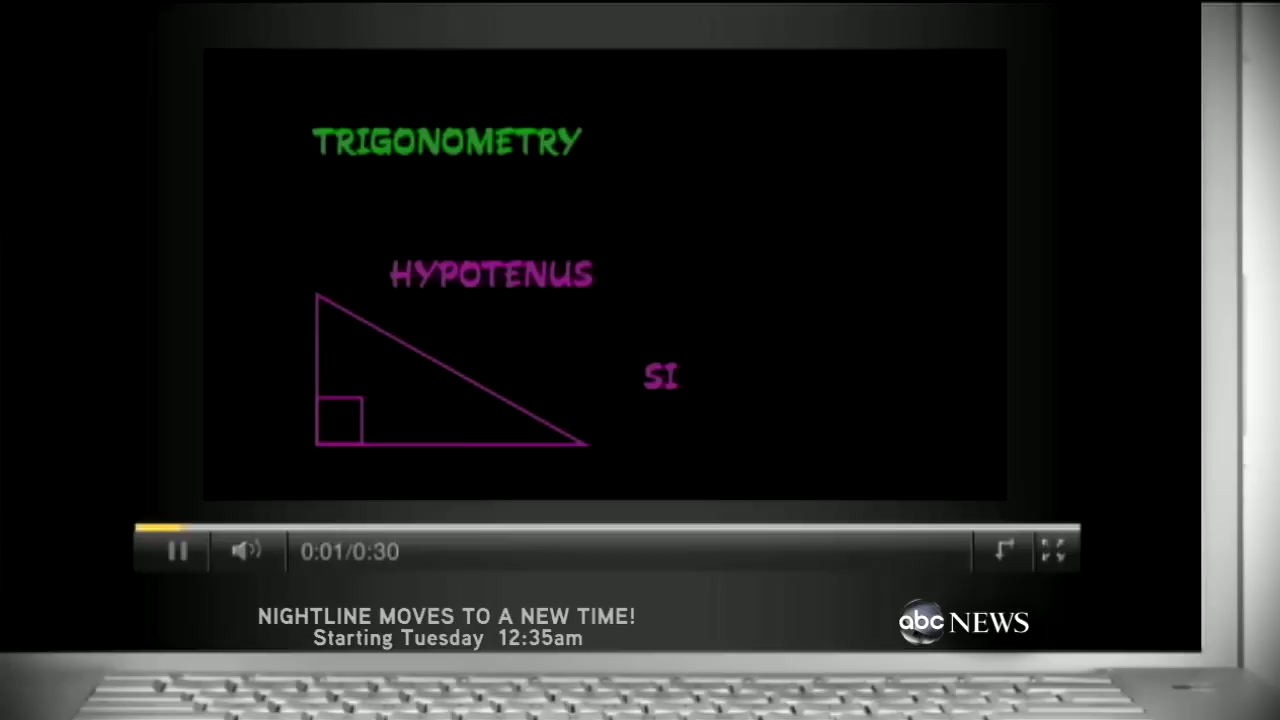 TRIGONOMETRY
HYPOTENUS
SI
0:01/0:30
NIGHTLINE MOVES TO A NEW TIME!
Starting Tuesday 12:35am
abc NEWS